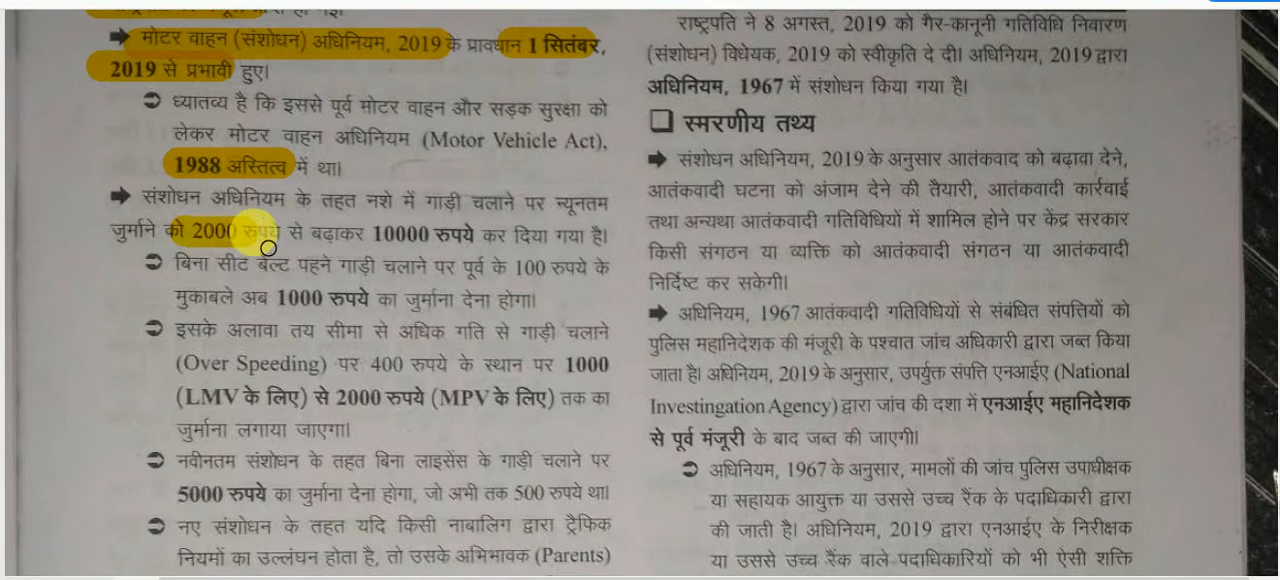 ➡ मोटर वाहन (संशोधन) अधिनियम, 2019 के प्रावधान 1 सितंबर,
2019 से प्रभावी हुए।
➲ ध्यातव्य है कि इससे पूर्व मोटर वाहन और सड़क सुरक्षा को
लेकर मोटर वाहन अधिनियम (Motor Vehicle Act),
1988 अस्तित्व में था।
➡ संशोधन अधिनियम के तहत नशे में गाड़ी चलाने पर न्यूनतम
जुर्माने को 2000 रुपये से बढ़ाकर 10000 रुपये कर दिया गया है।
➲ बिना सीट बेल्ट पहने गाड़ी चलाने पर पूर्व के 100 रुपये के
मुकाबले अब 1000 रुपये का जुर्माना देना होगा।
➲ इसके अलावा तय सीमा से अधिक गति से गाड़ी चलाने
(Over Speeding) पर 400 रुपये के स्थान पर 1000
(LMV के लिए) से 2000 रुपये (MPV के लिए) तक का
जुर्माना लगाया जाएगा।
➲ नवीनतम संशोधन के तहत बिना लाइसेंस के गाड़ी चलाने पर
5000 रुपये का जुर्माना देना होगा, जो अभी तक 500 रुपये था।
➲ नए संशोधन के तहत यदि किसी नाबालिग द्वारा ट्रैफिक
नियमों का उल्लंघन होता है, तो उसके अभिभावक (Parents)
राष्ट्रपति ने 8 अगस्त, 2019 को गैर-कानूनी गतिविधि निवारण
(संशोधन) विधेयक, 2019 को स्वीकृति दे दी। अधिनियम, 2019 द्वारा
अधिनियम, 1967 में संशोधन किया गया है।
❑ स्मरणीय तथ्य
➡ संशोधन अधिनियम, 2019 के अनुसार आतंकवाद को बढ़ावा देने,
आतंकवादी घटना को अंजाम देने की तैयारी, आतंकवादी कार्रवाई
तथा अन्यथा आतंकवादी गतिविधियों में शामिल होने पर केंद्र सरकार
किसी संगठन या व्यक्ति को आतंकवादी संगठन या आतंकवादी
निर्दिष्ट कर सकेगी।
➡ अधिनियम, 1967 आतंकवादी गतिविधियों से संबंधित संपत्तियों को
पुलिस महानिदेशक की मंजूरी के पश्चात जांच अधिकारी द्वारा जब्त किया
जाता है। अधिनियम, 2019 के अनुसार, उपर्युक्त संपत्ति एनआईए (National
Investingation Agency) द्वारा जांच की दशा में एनआईए महानिदेशक
से पूर्व मंजूरी के बाद जब्त की जाएगी।
➲ अधिनियम, 1967 के अनुसार, मामलों की जांच पुलिस उपाधीक्षक
या सहायक आयुक्त या उससे उच्च रैंक के पदाधिकारी द्वारा
की जाती है। अधिनियम, 2019 द्वारा एनआईए के निरीक्षक
या उससे उच्च रैंक वाले पदाधिकारियों को भी ऐसी शक्ति